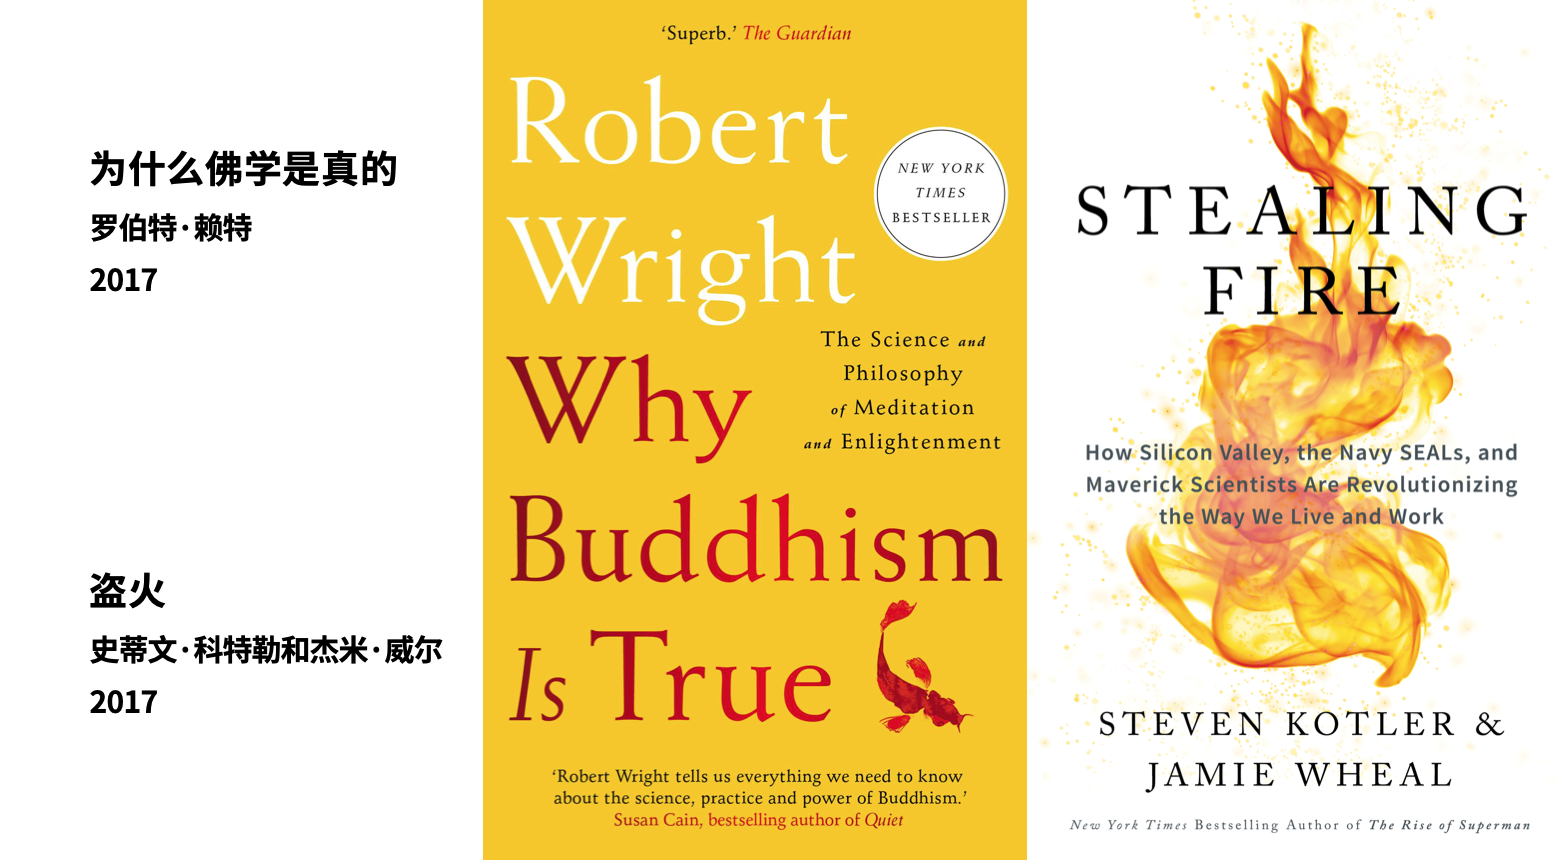 为什么佛学是真的
罗伯特·赖特
2017
盗火
史蒂文·科特勒和杰米·威尔
2017
‘Superb.’ The Guardian
Robert
Wright
NEW YORK
TIMES
BESTSELLER
The Science and
Philosophy
of Meditation
and Enlightenment
Why
Buddhism
Is True
‘Robert Wright tells us everything we need to know
about the science, practice and power of Buddhism.’
Susan Cain, bestselling author of Quiet
STEALING
FIRE
How Silicon Valley, the Navy SEALs, and
Maverick Scientists Are Revolutionizing
the Way We Live and Work
STEVEN KOTLER &
JAMIE WHEAL
New York Times Bestselling Author of The Rise of Superman